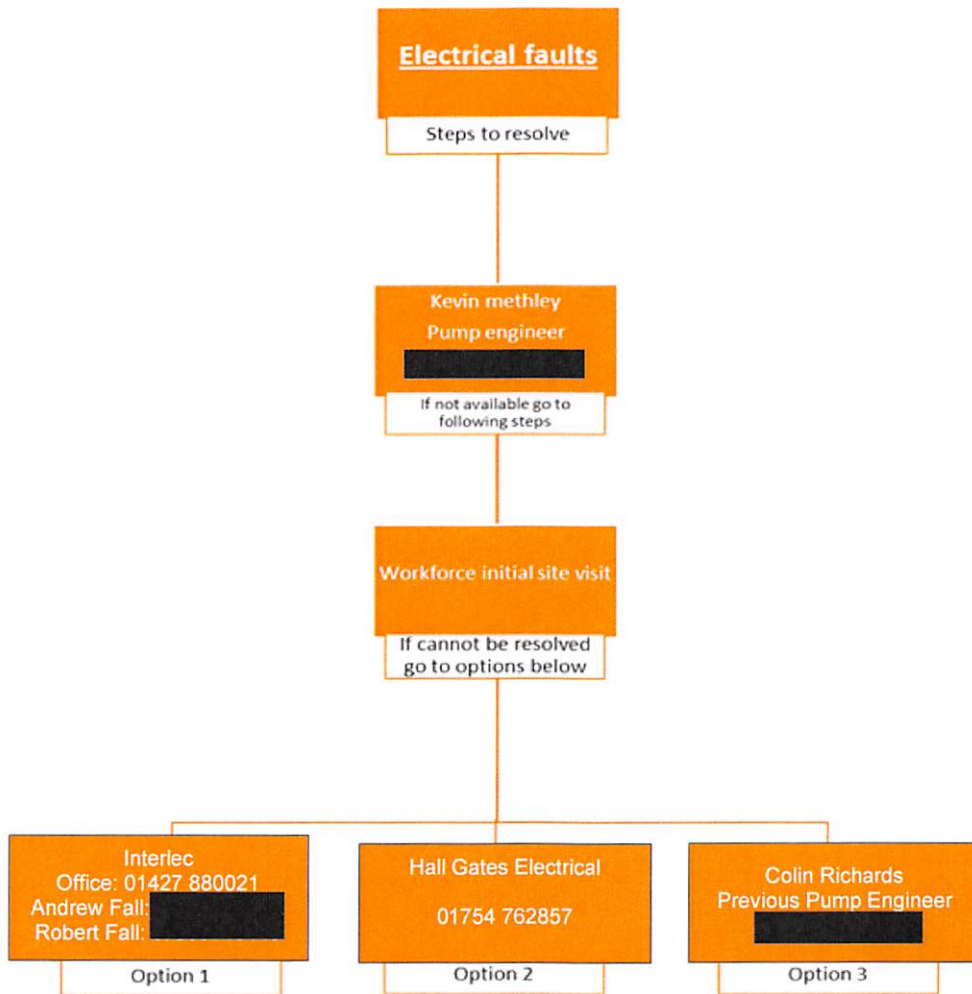 Electrical faults
Steps to resolve
Kevin methley
Pump engineer
If not available go to
following steps
Workforce initial site visit
If cannot be resolved
go to options below
Interlec
Office: 01427 880021
Andrew Fall:
Robert Fall:
Option 1
Hall Gates Electrical
01754 762857
Option 2
Colin Richards
Previous Pump Engineer
Option 3